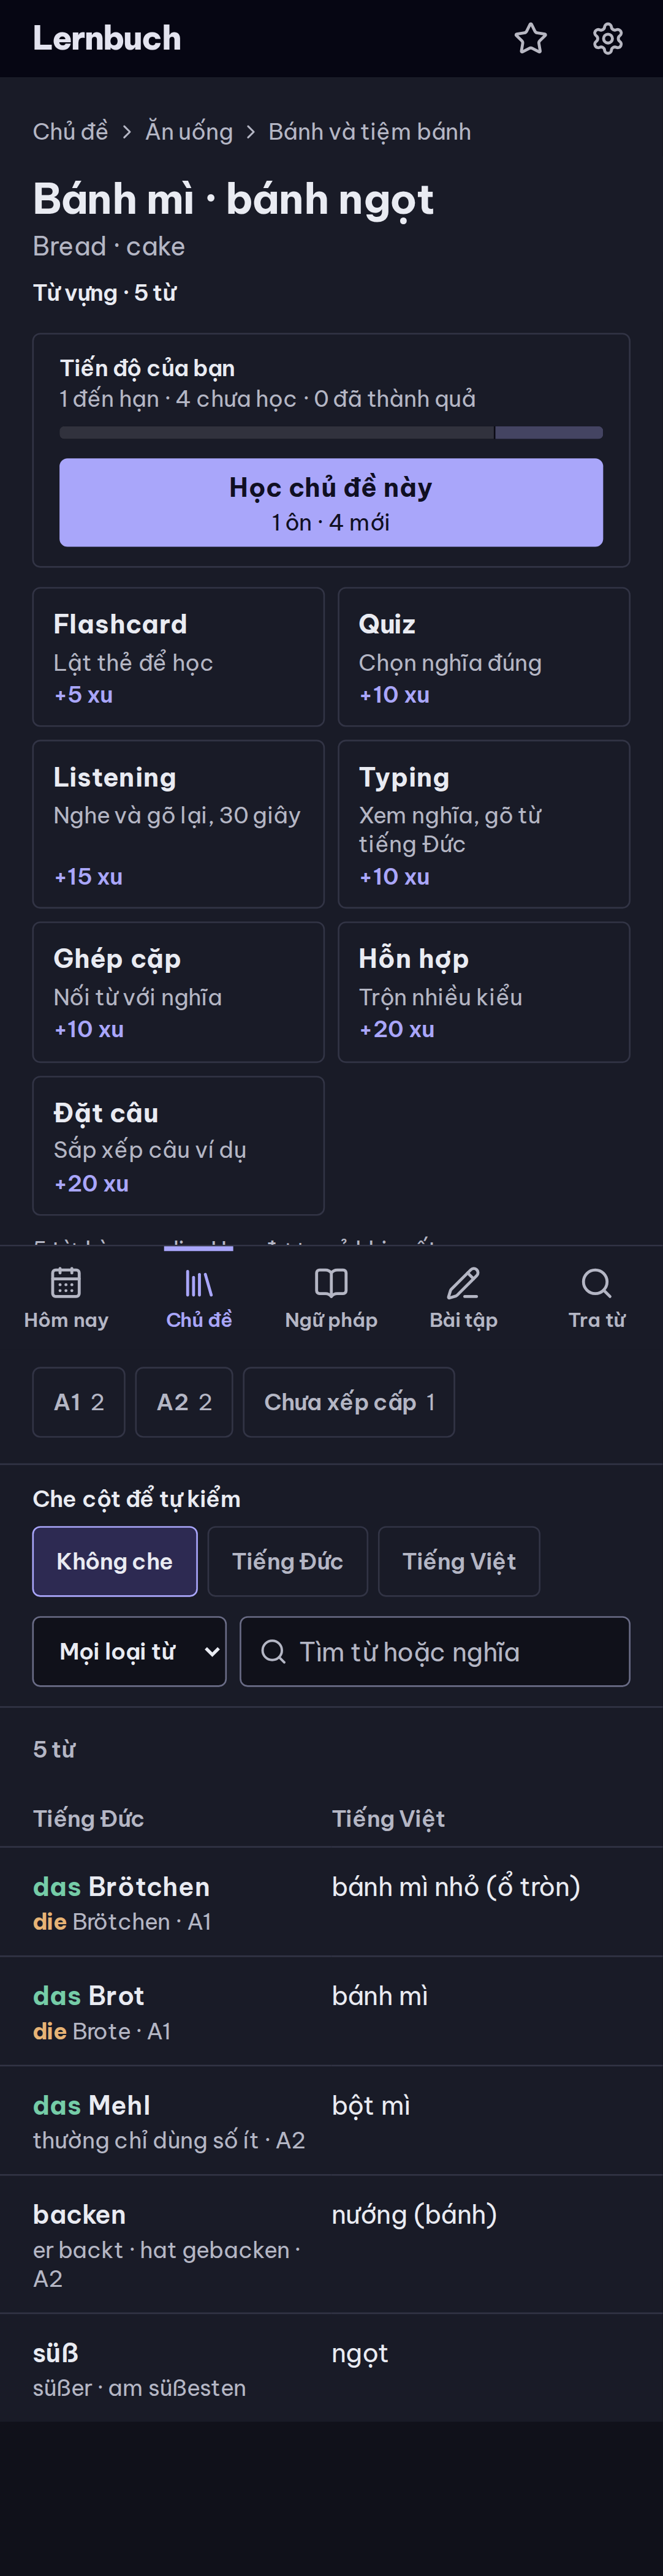 Lernbuch
Chủ đề > Ăn uống > Bánh và tiệm bánh
Bánh mì · bánh ngọt
Bread · cake
Từ vựng · 5 từ
Tiến độ của bạn
1 đến hạn · 4 chưa học · 0 đã thành quả
Học chủ đề này
1 ôn · 4 mới
Flashcard
Lật thẻ để học
+5 xu
Quiz
Chọn nghĩa đúng
+10 xu
Listening
Nghe và gõ lại, 30 giây
+15 xu
Typing
Xem nghĩa, gõ từ
tiếng Đức
+10 xu
Ghép cặp
Nối từ với nghĩa
+10 xu
Hỗn hợp
Trộn nhiều kiểu
+20 xu
Đặt câu
Sắp xếp câu ví dụ
+20 xu
Hôm nay
Chủ đề
Ngữ pháp
Bài tập
Tra từ
A1 2
A2 2
Chưa xếp cấp 1
Che cột để tự kiểm
Không che
Tiếng Đức
Tiếng Việt
Mọi loại từ
Tìm từ hoặc nghĩa
5 từ
Tiếng Đức
Tiếng Việt
das Brötchen
die Brötchen · A1
bánh mì nhỏ (ổ tròn)
das Brot
die Brote · A1
bánh mì
das Mehl
thường chỉ dùng số ít · A2
bột mì
backen
er backt · hat gebacken ·
A2
nướng (bánh)
süß
süßer · am süßesten
ngọt